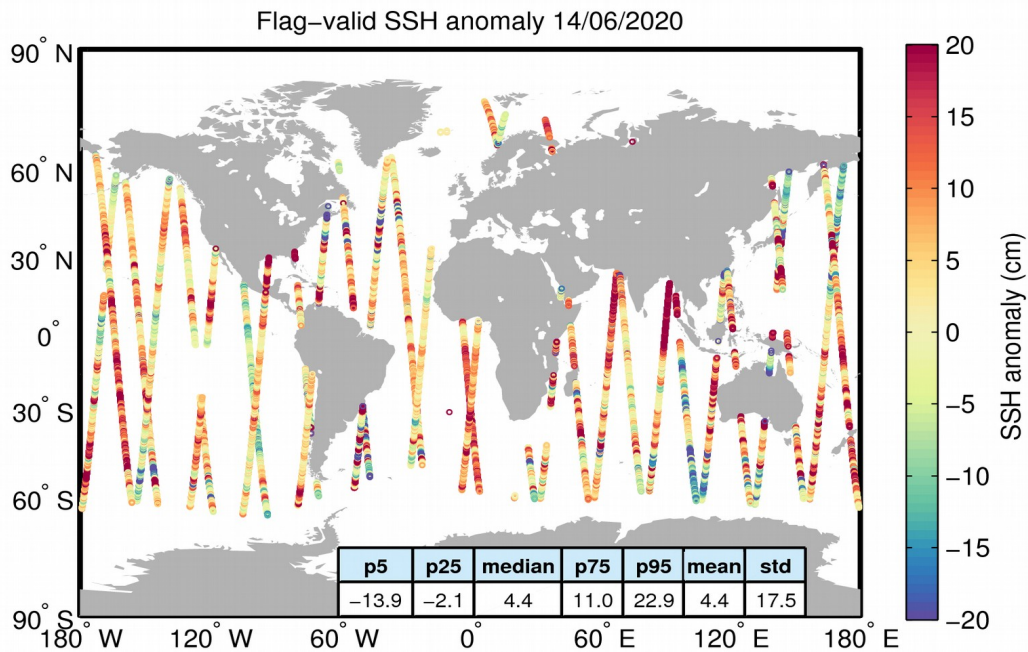 Flag−valid SSH anomaly 14/06/2020
90° N
60° N
30° N
0°
30° S
60° S
90° S
180° W 120° W 60° W 0° 60° E 120° E 180° E
p5 p25 median p75 p95 mean std
−13.9 −2.1 4.4 11.0 22.9 4.4 17.5
20
15
10
5
0
−5
−10
−15
−20
SSH anomaly (cm)